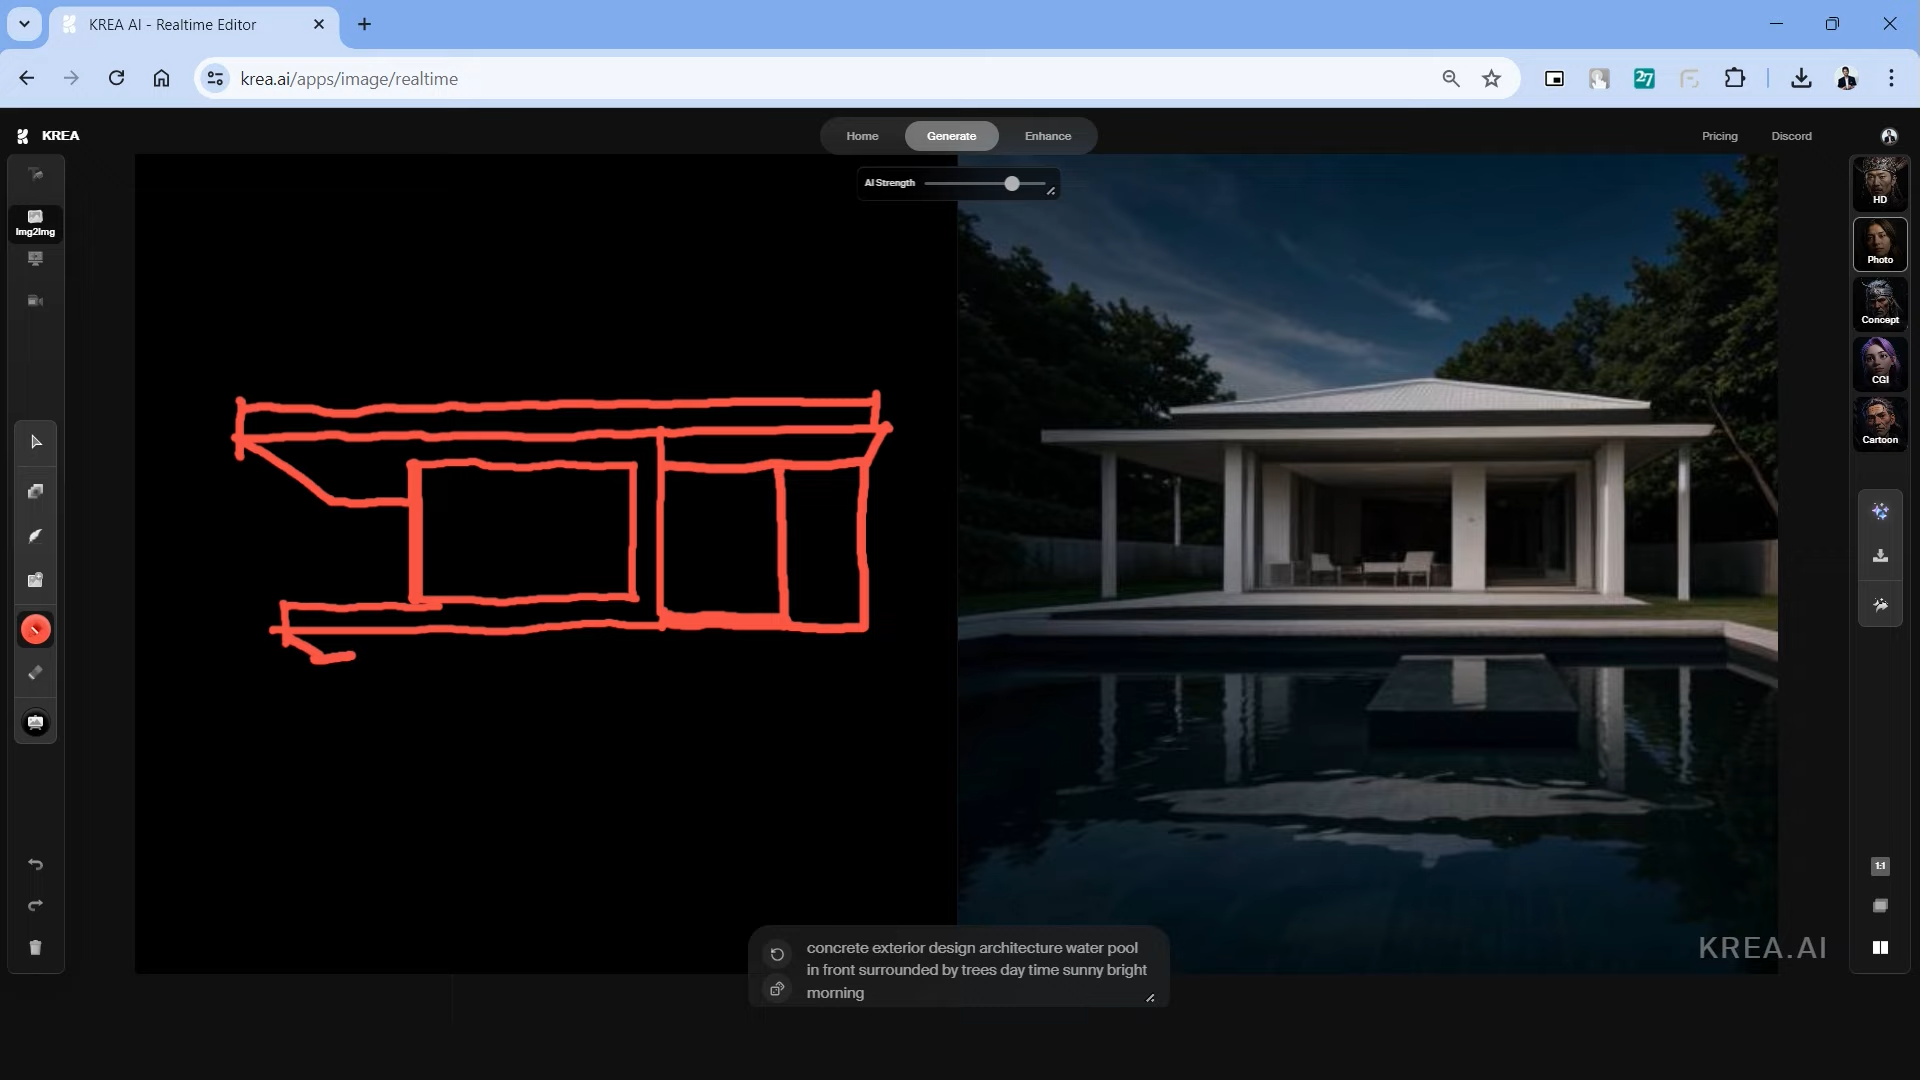 KREA AI - Realtime Editor
krea.ai/apps/image/realtime
27
KREA
Home
Generate
Enhance
Pricing
Discord
AI Strength
Img2Img
HD
Photo
Concept
CGI
Cartoon
1:1
KREA.AI
concrete exterior design architecture water pool
in front surrounded by trees day time sunny bright
morning